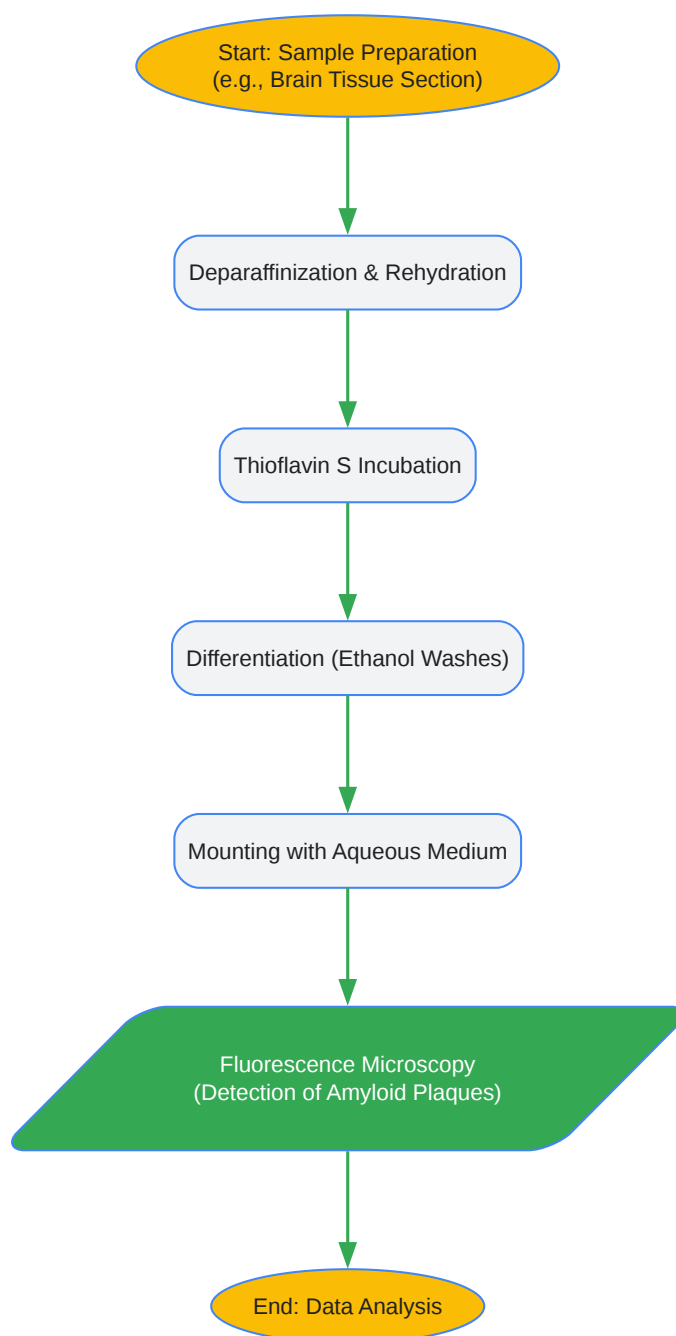 Start: Sample Preparation
(e.g., Brain Tissue Section)
Deparaffinization & Rehydration
Thioflavin S Incubation
Differentiation (Ethanol Washes)
Mounting with Aqueous Medium
Fluorescence Microscopy
(Detection of Amyloid Plaques)
End: Data Analysis